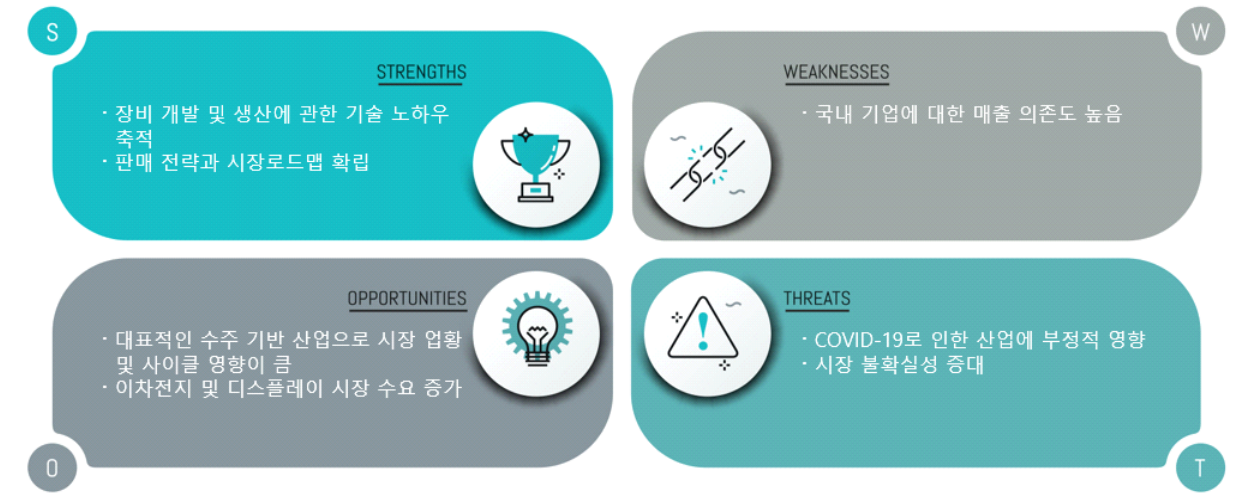 S
STRENGTHS
· 장비 개발 및 생산에 관한 기술 노하우
축적
· 판매 전략과 시장로드맵 확립
W
WEAKNESSES
· 국내 기업에 대한 매출 의존도 높음
O
OPPORTUNITIES
· 대표적인 수주 기반 산업으로 시장 업황
및 사이클 영향이 큼
· 이차전지 및 디스플레이 시장 수요 증가
T
THREATS
· COVID-19로 인한 산업에 부정적 영향
· 시장 불확실성 증대